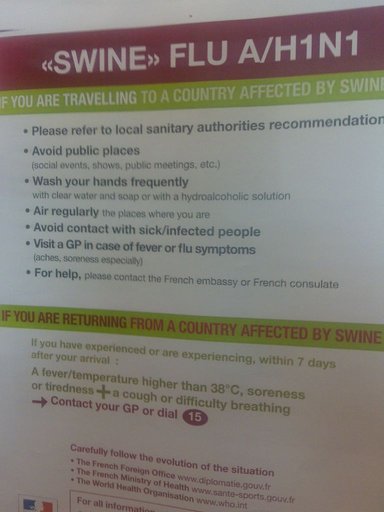 «SWINE» FLU A/H1N1
IF YOU ARE TRAVELLING TO A COUNTRY AFFECTED BY SWINE
• Please refer to local sanitary authorities recommendation
• Avoid public places
(social events, shows, public meetings, etc.)
• Wash your hands frequently
with clear water and soap or with a hydroalcoholic solution
• Air regularly the places where you are
• Avoid contact with sick/infected people
• Visit a GP in case of fever or flu symptoms
(aches, soreness especially)
• For help, please contact the French embassy or French consulate
IF YOU ARE RETURNING FROM A COUNTRY AFFECTED BY SWINE
If you have experienced or are experiencing, within 7 days
after your arrival :
A fever/temperature higher than 38°C, soreness
or tiredness + a cough or difficulty breathing
→ Contact your GP or dial 15
Carefully follow the evolution of the situation
• The French Foreign Office www.diplomatie.gouv.fr
• The French Ministry of Health www.sante-sports.gouv.fr
• The World Health Organisation www.who.int
For all information